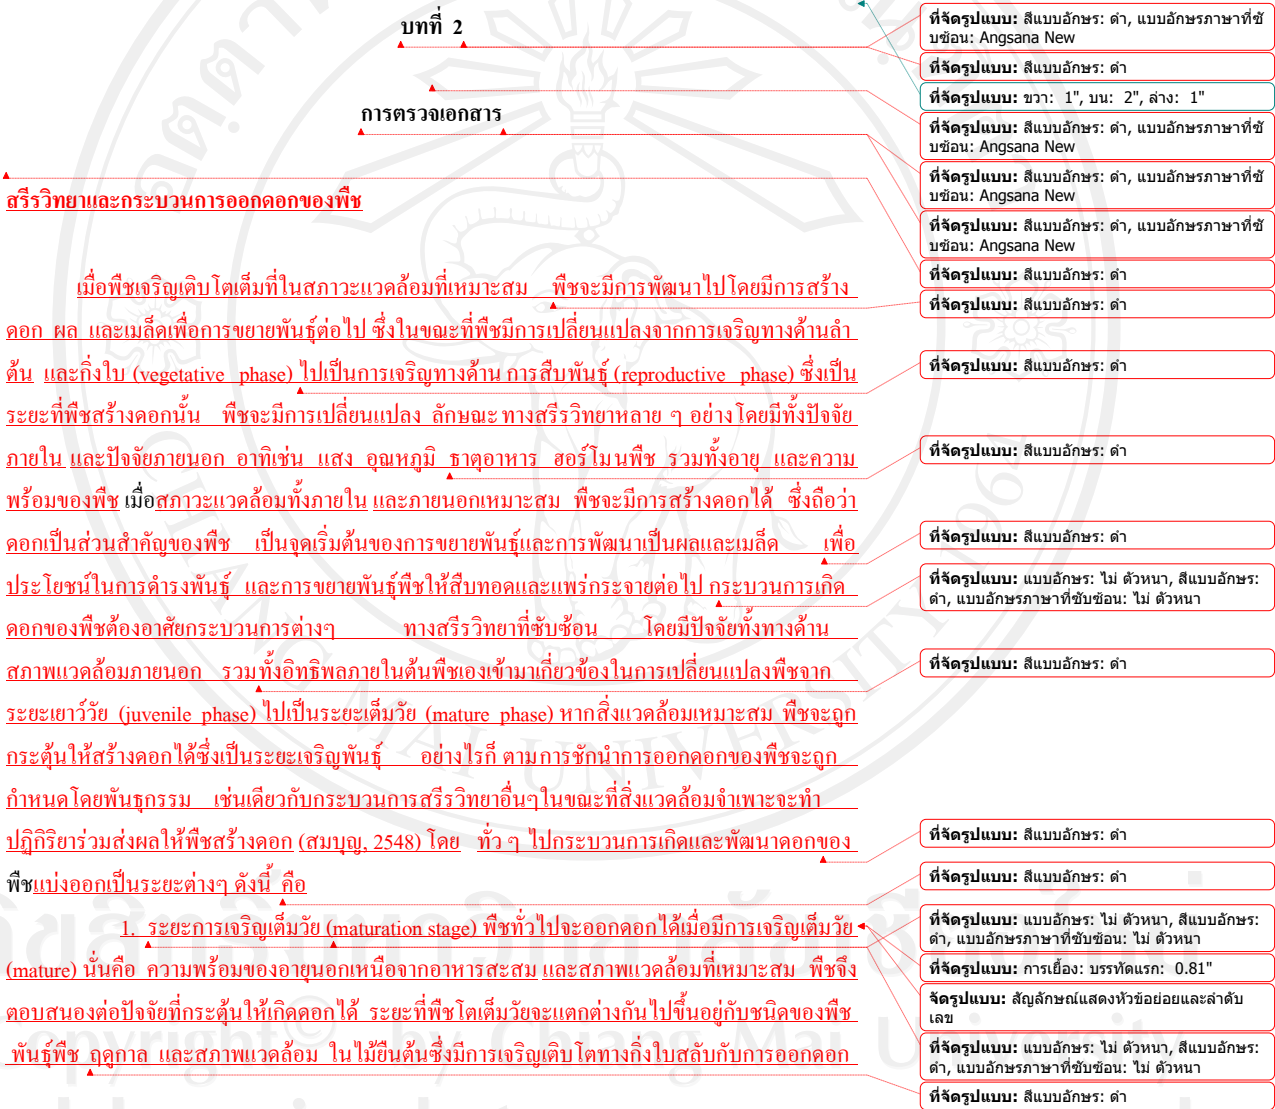 บทที่ 2
การตรวจเอกสาร
สรีรวิทยาและกระบวนการออกดอกของพืช
เมื่อพืชเจริญเติบโตเต็มที่ในสภาวะแวดล้อมที่เหมาะสม พืชจะมีการพัฒนาไปโดยมีการสร้าง
ดอก ผล และเมล็ดเพื่อการขยายพันธุ์ต่อไป ซึ่งในขณะที่พืชมีการเปลี่ยนแปลงจากการเจริญทางด้านลำ
ต้น และกิ่งใบ (vegetative phase) ไปเป็นการเจริญทางด้าน การสืบพันธุ์ (reproductive phase) ซึ่งเป็น
ระยะที่พืชสร้างดอกนั้น พืชจะมีการเปลี่ยนแปลง ลักษณะ ทางสรีรวิทยาหลาย ๆ อย่าง โดยมีทั้งปัจจัย
ภายใน และปัจจัยภายนอก อาทิเช่น แสง อุณหภูมิ ธาตุอาหาร ฮอร์โมนพืช รวมทั้งอายุ และความ
พร้อมของพืช เมื่อสภาวะแวดล้อมทั้งภายใน และภายนอกเหมาะสม พืชจะมีการสร้างดอกได้ ซึ่งถือว่า
ดอกเป็นส่วนสำคัญของพืช เป็นจุดเริ่มต้นของการขยายพันธุ์และการพัฒนาเป็นผลและเมล็ด เพื่อ
ประโยชน์ในการดำรงพันธุ์ และการขยายพันธุ์พืชให้สืบทอดและแพร่กระจายต่อไป กระบวนการเกิด
ดอกของพืชต้องอาศัยกระบวนการต่างๆ ทางสรีรวิทยาที่ซับซ้อน โดยมีปัจจัยทั้งทางด้าน
สภาพแวดล้อมภายนอก รวมทั้งอิทธิพลภายในต้นพืชเองเข้ามาเกี่ยวข้องในการเปลี่ยนแปลงพืชจาก
ระยะเยาว์วัย (juvenile phase) ไปเป็นระยะเต็มวัย (mature phase) หากสิ่งแวดล้อมเหมาะสม พืชจะถูก
กระตุ้นให้สร้างดอกได้ซึ่งเป็นระยะเจริญพันธุ์ อย่างไรก็ ตามการชักนำการออกดอกของพืชจะถูก
กำหนดโดยพันธุกรรม เช่นเดียวกับกระบวนการสรีรวิทยาอื่นๆในขณะที่สิ่งแวดล้อมจำเพาะจะทำ
ปฏิกิริยาร่วมส่งผลให้พืชสร้างดอก (สมบุญ, 2548) โดย ทั่ว ๆ ไปกระบวนการเกิดและพัฒนาดอกของ
พืชแบ่งออกเป็นระยะต่างๆ ดังนี้ คือ
1. ระยะการเจริญเต็มวัย (maturation stage) พืชทั่วไปจะออกดอกได้เมื่อมีการเจริญเต็มวัย
(mature) นั่นคือ ความพร้อมของอายุนอกเหนือจากอาหารสะสม และสภาพแวดล้อมที่เหมาะสม พืชจึง
ตอบสนองต่อปัจจัยที่กระตุ้นให้เกิดดอกได้ ระยะที่พืชโตเต็มวัยจะแตกต่างกันไปขึ้นอยู่กับชนิดของพืช
พันธุ์พืช ฤดูกาล และสภาพแวดล้อม ในไม้ยืนต้นซึ่งมีการเจริญเติบโตทางกิ่งใบสลับกับการออกดอก
ที่จัดรูปแบบ: สีแบบอักษร: ดำ, แบบอักษรภาษาที่ซั
บซ้อน: Angsana New
ที่จัดรูปแบบ: สีแบบอักษร: ดำ
ที่จัดรูปแบบ: ขวา: 1", บน: 2", ล่าง: 1"
ที่จัดรูปแบบ: สีแบบอักษร: ดำ, แบบอักษรภาษาที่ซั
บซ้อน: Angsana New
ที่จัดรูปแบบ: สีแบบอักษร: ดำ, แบบอักษรภาษาที่ซั
บซ้อน: Angsana New
ที่จัดรูปแบบ: สีแบบอักษร: ดำ, แบบอักษรภาษาที่ซั
บซ้อน: Angsana New
ที่จัดรูปแบบ: สีแบบอักษร: ดำ
ที่จัดรูปแบบ: สีแบบอักษร: ดำ
ที่จัดรูปแบบ: สีแบบอักษร: ดำ
ที่จัดรูปแบบ: สีแบบอักษร: ดำ
ที่จัดรูปแบบ: สีแบบอักษร: ดำ
ที่จัดรูปแบบ: แบบอักษร: ไม่ ตัวหนา, สีแบบอักษร:
ดำ, แบบอักษรภาษาที่ซับซ้อน: ไม่ ตัวหนา
ที่จัดรูปแบบ: สีแบบอักษร: ดำ
ที่จัดรูปแบบ: สีแบบอักษร: ดำ
ที่จัดรูปแบบ: สีแบบอักษร: ดำ
ที่จัดรูปแบบ: แบบอักษร: ไม่ ตัวหนา, สีแบบอักษร:
ดำ, แบบอักษรภาษาที่ซับซ้อน: ไม่ ตัวหนา
ที่จัดรูปแบบ: การเยื้อง: บรรทัดแรก: 0.81"
จัดรูปแบบ: สัญลักษณ์แสดงหัวข้อย่อยและลำดับ
เลข
ที่จัดรูปแบบ: แบบอักษร: ไม่ ตัวหนา, สีแบบอักษร:
ดำ, แบบอักษรภาษาที่ซับซ้อน: ไม่ ตัวหนา
ที่จัดรูปแบบ: สีแบบอักษร: ดำ
CHIANG MAI UNIVERSITY 1964
copyright © by Chiang Mai University